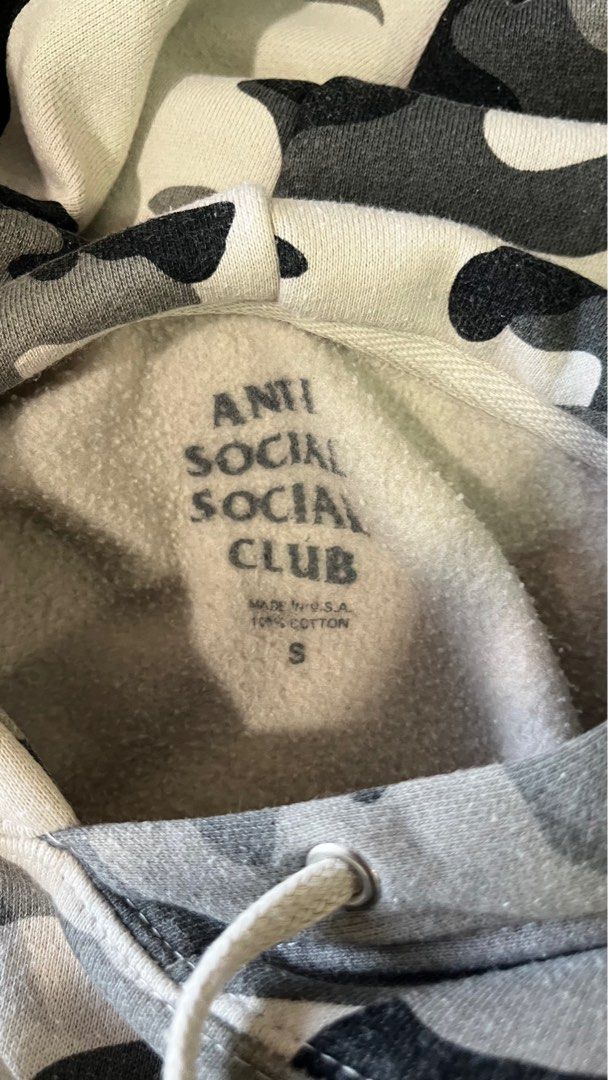 ANTI
SOCIAL
SOCIAL
CLUB
MADE IN U.S.A.
100% COTTON
S